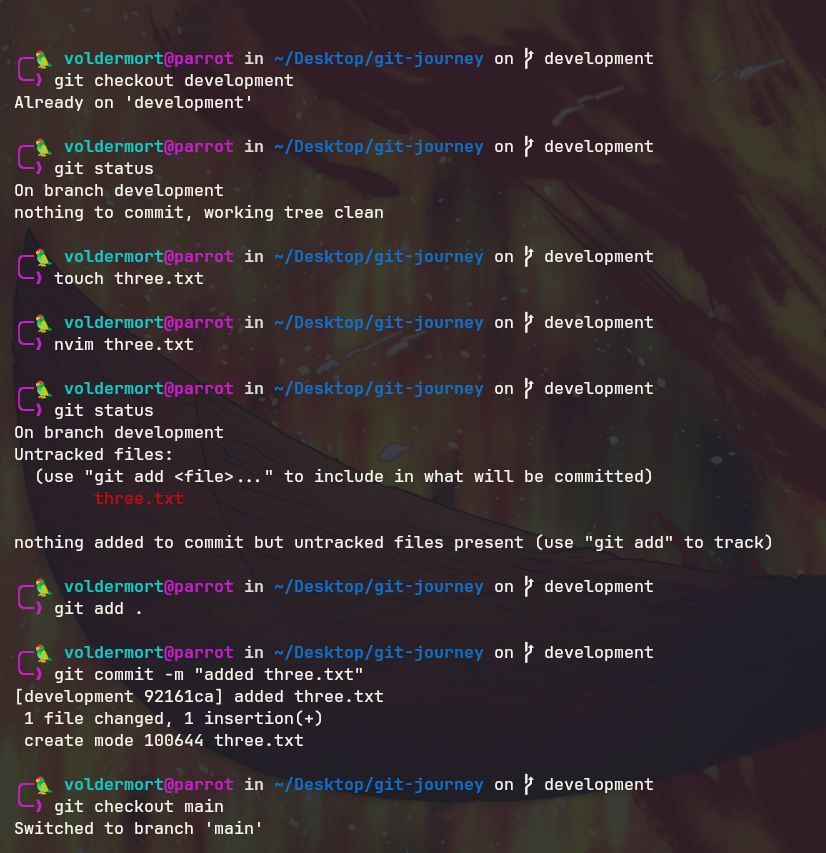 voldermort@parrot in ~/Desktop/git-journey on development
git checkout development
Already on 'development'
voldermort@parrot in ~/Desktop/git-journey on development
git status
On branch development
nothing to commit, working tree clean
voldermort@parrot in ~/Desktop/git-journey on development
touch three.txt
voldermort@parrot in ~/Desktop/git-journey on development
nvim three.txt
voldermort@parrot in ~/Desktop/git-journey on development
git status
On branch development
Untracked files:
  (use "git add <file>..." to include in what will be committed)
        three.txt
nothing added to commit but untracked files present (use "git add" to track)
voldermort@parrot in ~/Desktop/git-journey on development
git add .
voldermort@parrot in ~/Desktop/git-journey on development
git commit -m "added three.txt"
[development 92161ca] added three.txt
 1 file changed, 1 insertion(+)
 create mode 100644 three.txt
voldermort@parrot in ~/Desktop/git-journey on development
git checkout main
Switched to branch 'main'